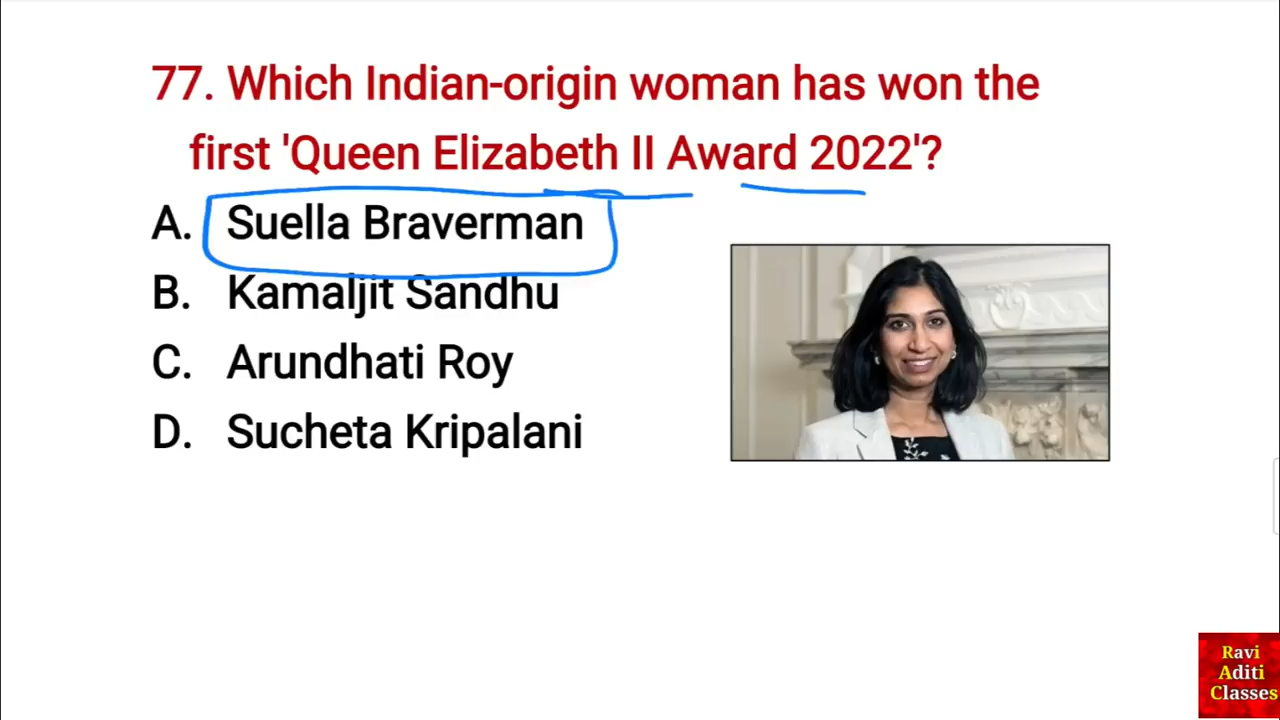 77. Which Indian-origin woman has won the
first 'Queen Elizabeth II Award 2022'?
A. Suella Braverman
B. Kamaljit Sandhu
C. Arundhati Roy
D. Sucheta Kripalani
Ravi
Aditi
Classes